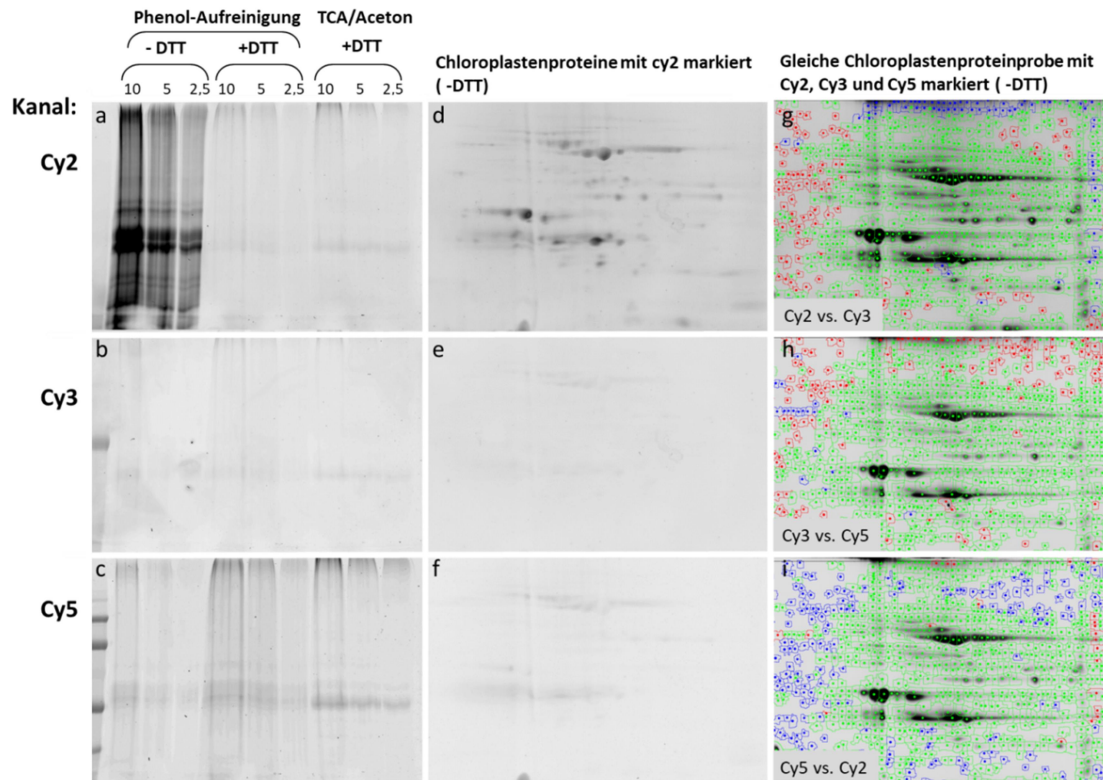 Phenol-Aufreinigung TCA/Aceton
- DTT +DTT +DTT
10 5 2,5 10 5 2,5 10 5 2,5
Chloroplastenproteine mit cy2 markiert
( -DTT)
Gleiche Chloroplastenproteinprobe mit
Cy2, Cy3 und Cy5 markiert ( -DTT)
Kanal:
a
Cy2
d
g
Cy2 vs. Cy3
b
Cy3
e
h
Cy3 vs. Cy5
c
Cy5
f
i
Cy5 vs. Cy2